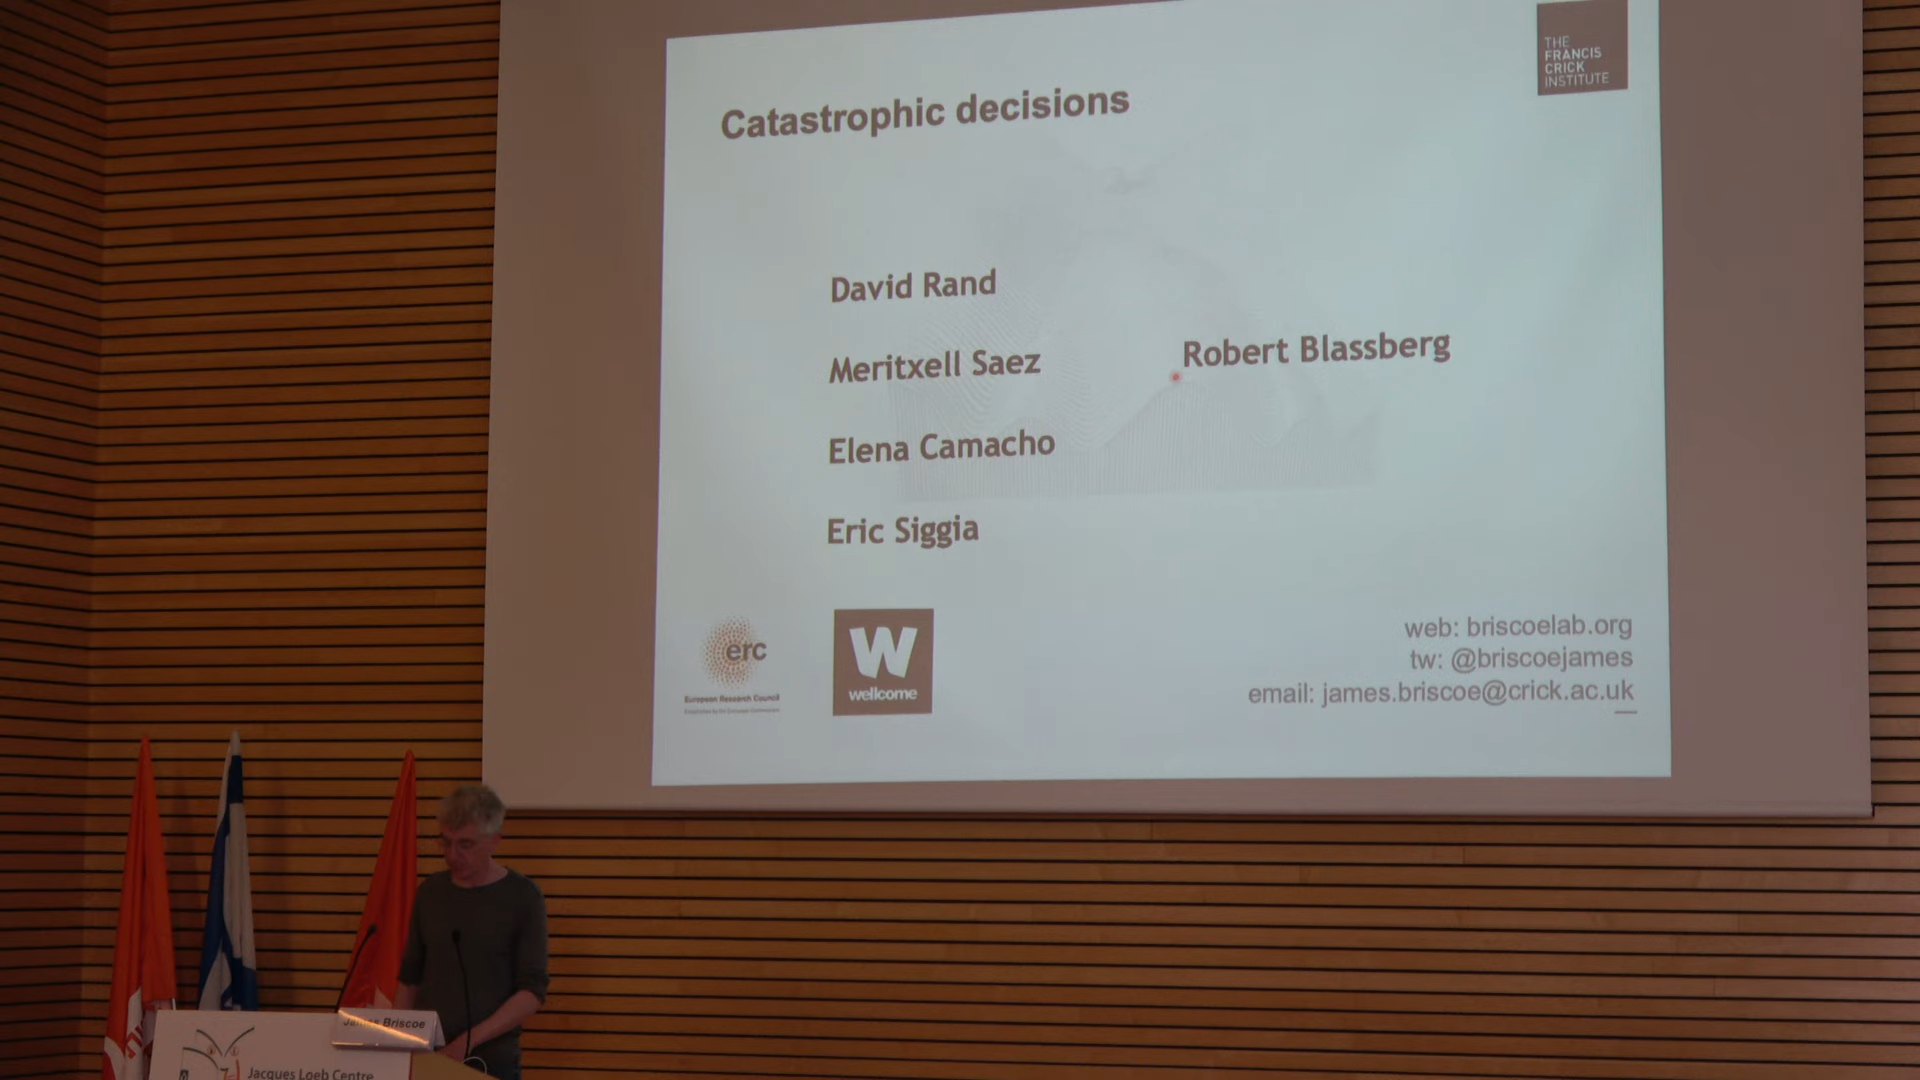 THE
FRANCIS
CRICK
INSTITUTE
Catastrophic decisions
David Rand
Meritxell Saez
Robert Blassberg
Elena Camacho
Eric Siggia
erc
European Research Council
wellcome
web: briscoelab.org
tw: @briscoejames
email: james.briscoe@crick.ac.uk
James Briscoe
Jacques Loeb Centre